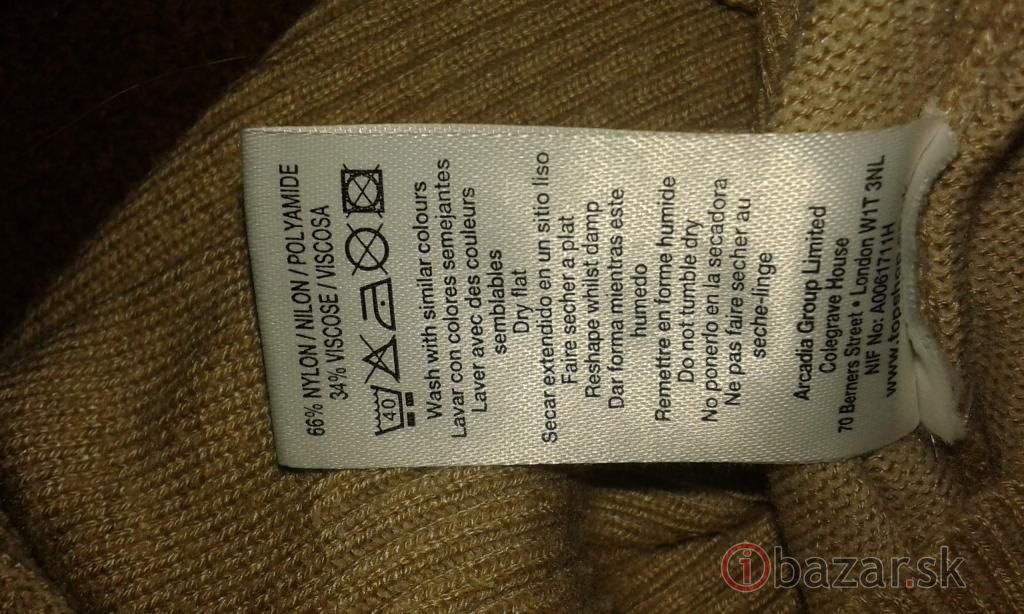 66% NYLON / NILON / POLYAMIDE
34% VISCOSE / VISCOSA
40
Wash with similar colours
Lavar con colores semejantes
Laver avec des couleurs
semblables
Dry flat
Secar extendido en un sitio liso
Faire secher a plat
Reshape whilst damp
Dar forma mientras este
humedo
Remettre en forme humide
Do not tumble dry
No ponerlo en la secadora
Ne pas faire secher au
seche-linge
Arcadia Group Limited
Colegrave House
70 Berners Street • London W1T 3NL
NIF No: A0061711H
ibazar.sk